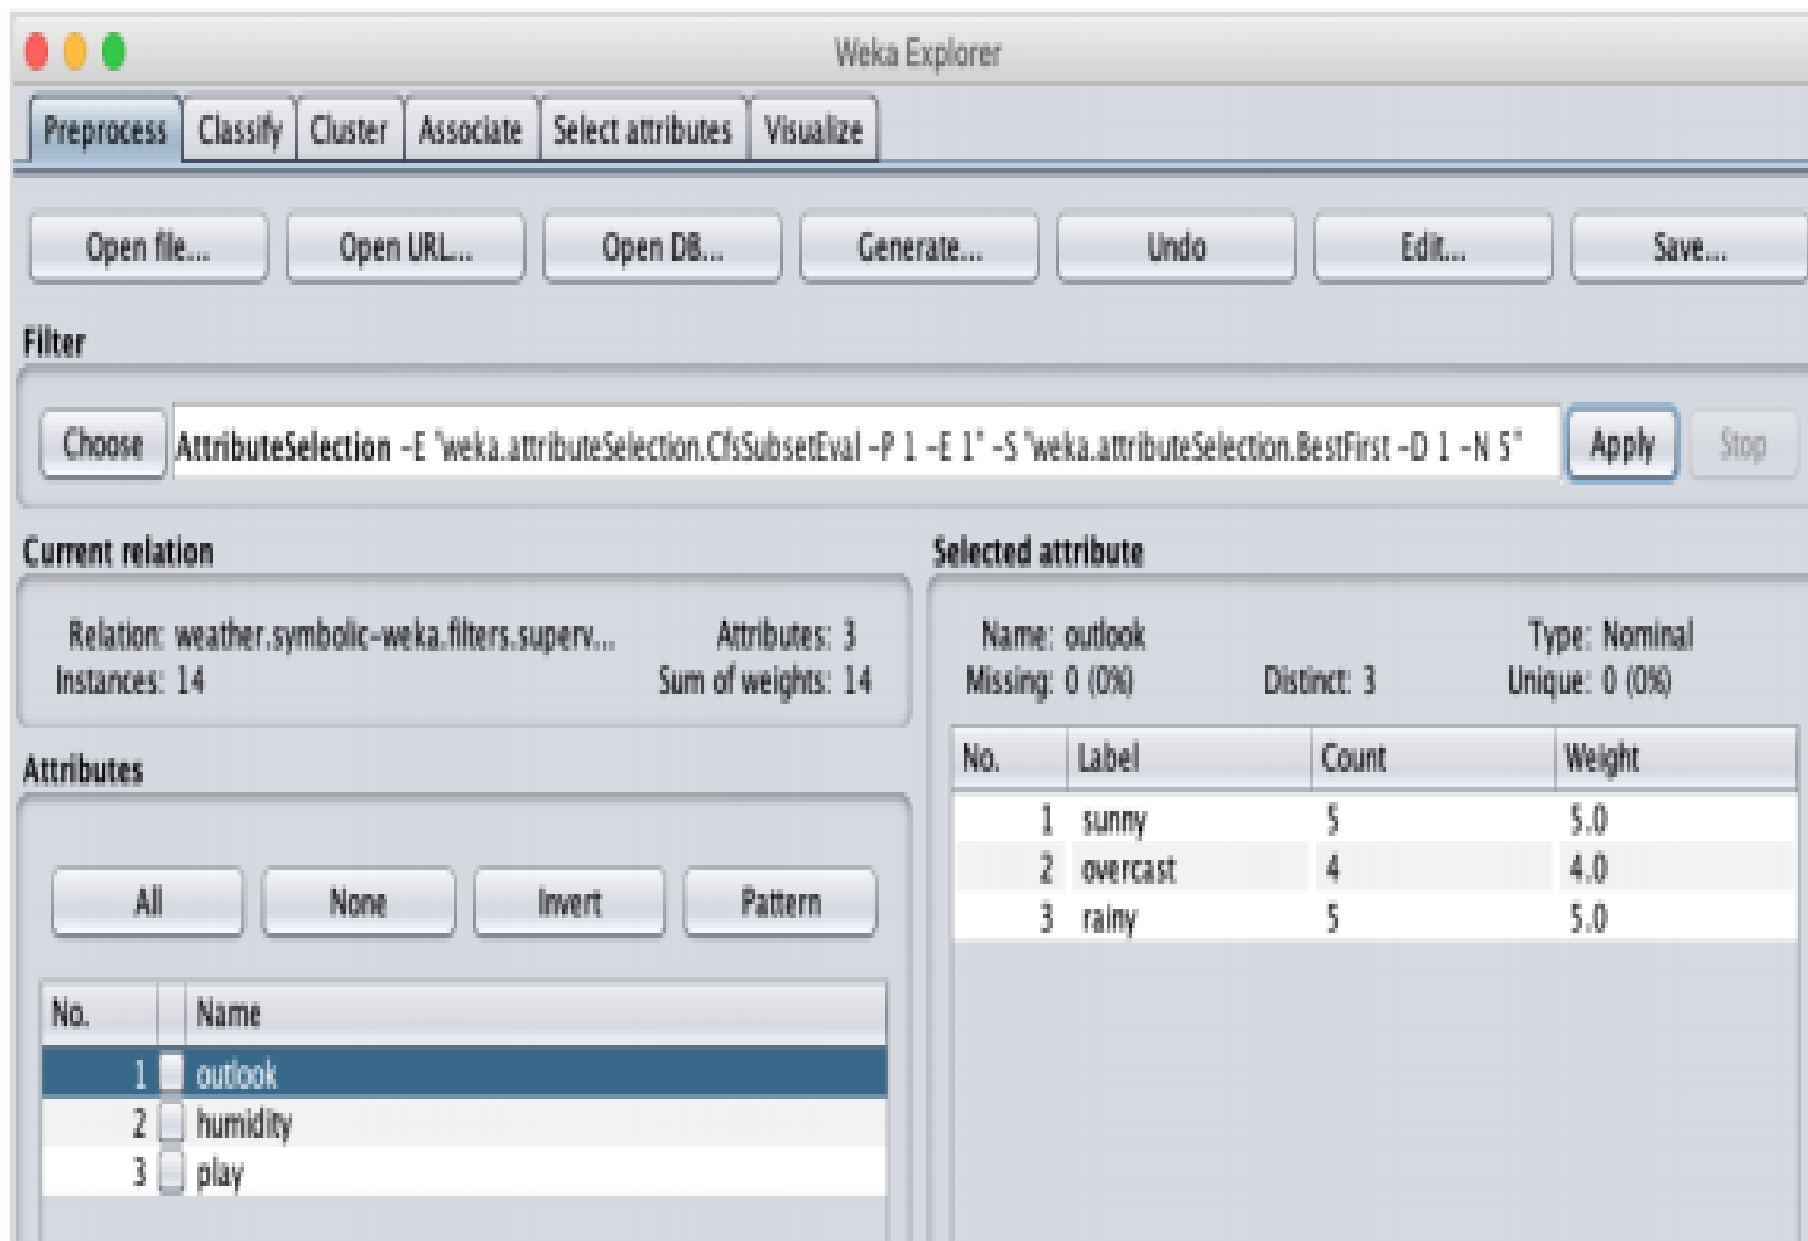 Weka Explorer
Preprocess Classify Cluster Associate Select attributes Visualize
Open file... Open URL... Open DB... Generate... Undo Edit... Save...
Filter
Choose AttributeSelection -E "weka.attributeSelection.CfsSubsetEval -P 1 -E 1" -S "weka.attributeSelection.BestFirst -D 1 -N 5" Apply Stop
Current relation
Relation: weather.symbolic-weka.filters.superv... Attributes: 3
Instances: 14 Sum of weights: 14
Selected attribute
Name: outlook Type: Nominal
Missing: 0 (0%) Distinct: 3 Unique: 0 (0%)
No. Label Count Weight
1 sunny 5 5.0
2 overcast 4 4.0
3 rainy 5 5.0
Attributes
All None Invert Pattern
No. Name
1 outlook
2 humidity
3 play